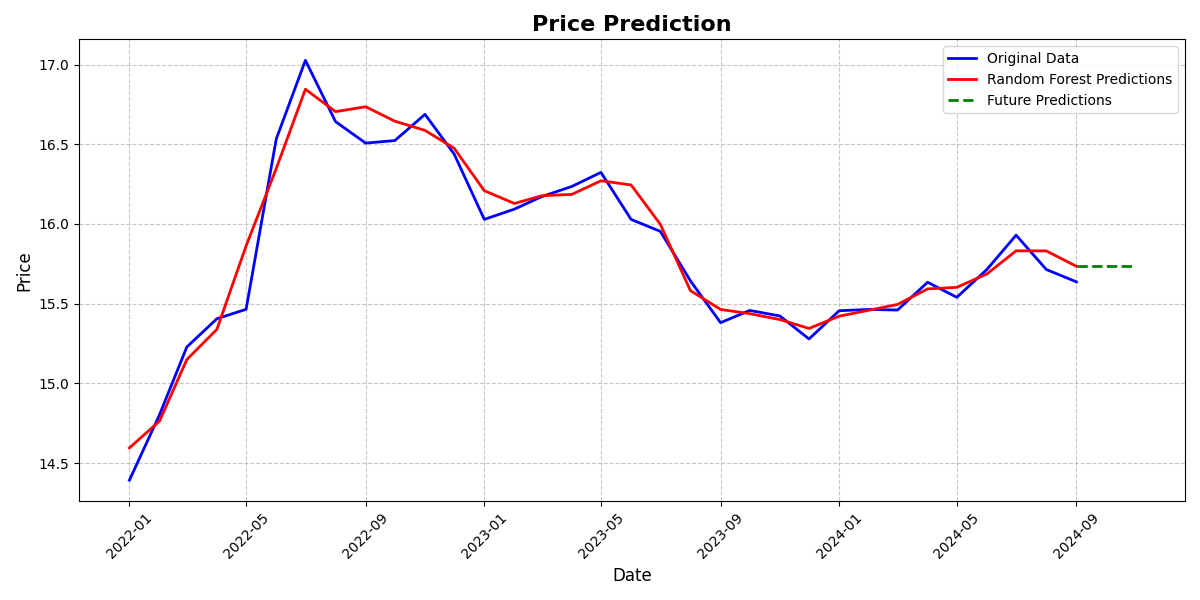 Price Prediction
Original Data
Random Forest Predictions
Future Predictions
Price
17.0
16.5
16.0
15.5
15.0
14.5
2022-01
2022-05
2022-09
2023-01
2023-05
2023-09
2024-01
2024-05
2024-09
Date